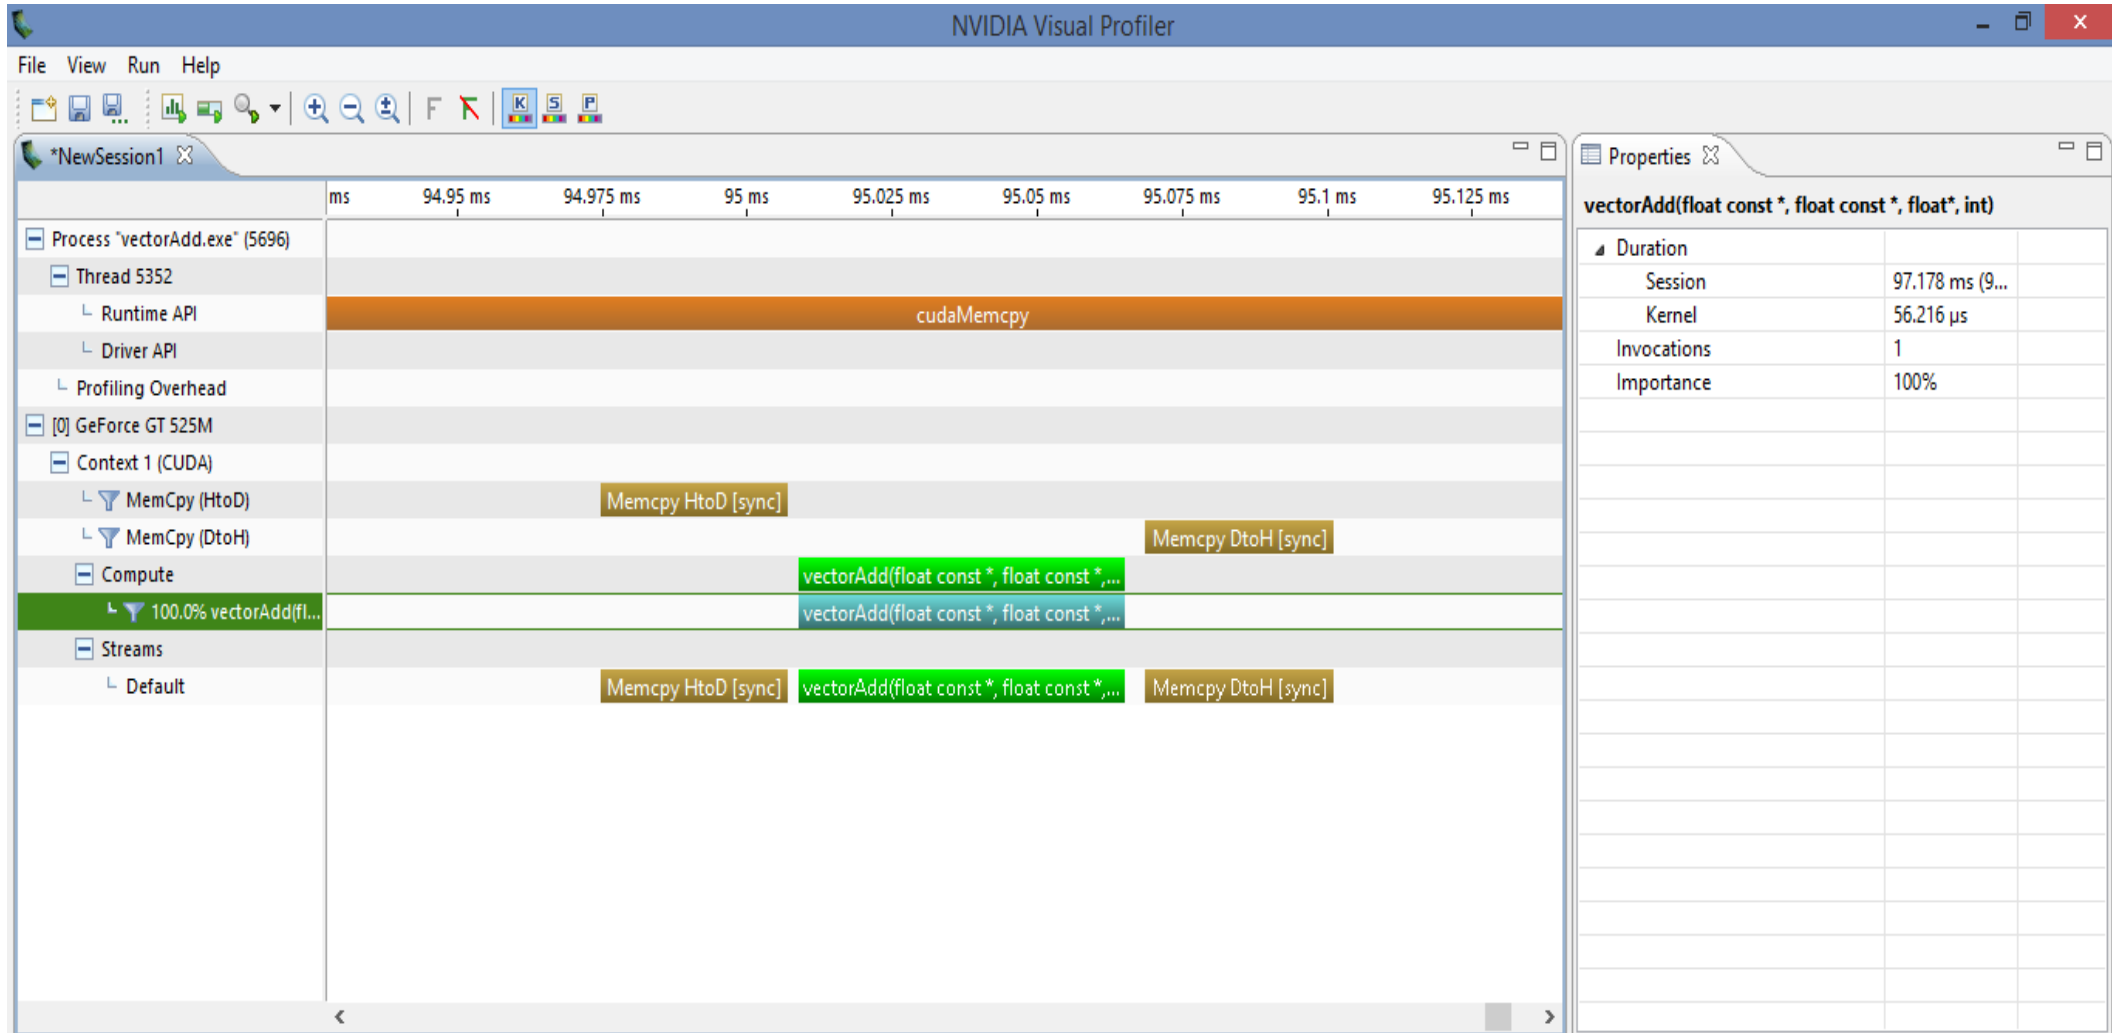 NVIDIA Visual Profiler
File View Run Help
F K S P
*NewSession1
ms 94.95 ms 94.975 ms 95 ms 95.025 ms 95.05 ms 95.075 ms 95.1 ms 95.125 ms
Process "vectorAdd.exe" (5696)
Thread 5352
Runtime API cudaMemcpy
Driver API
Profiling Overhead
[0] GeForce GT 525M
Context 1 (CUDA)
MemCpy (HtoD) Memcpy HtoD [sync]
MemCpy (DtoH) Memcpy DtoH [sync]
Compute vectorAdd(float const *, float const *,...
100.0% vectorAdd(fl... vectorAdd(float const *, float const *,...
Streams
Default Memcpy HtoD [sync] vectorAdd(float const *, float const *,... Memcpy DtoH [sync]
Properties
vectorAdd(float const *, float const *, float*, int)
Duration
Session 97.178 ms (9...
Kernel 56.216 µs
Invocations 1
Importance 100%